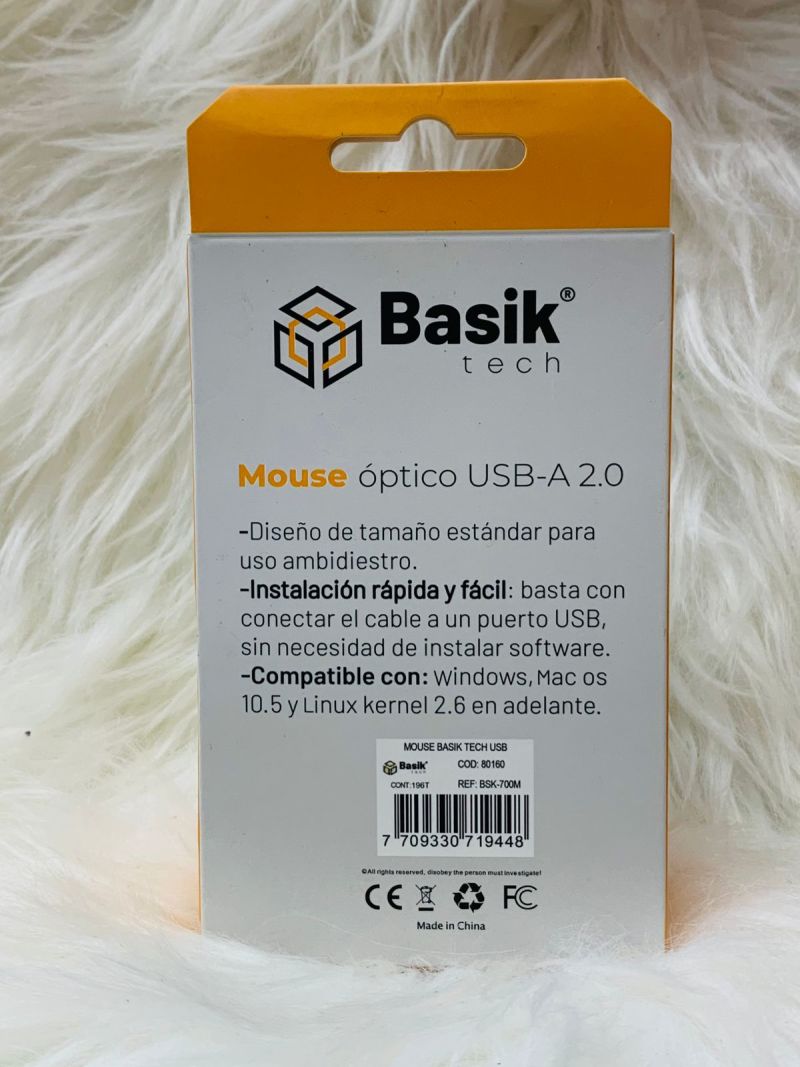 Basik®
tech
Mouse óptico USB-A 2.0
-Diseño de tamaño estándar para
uso ambidiestro.
-Instalación rápida y fácil: basta con
conectar el cable a un puerto USB,
sin necesidad de instalar software.
-Compatible con: Windows, Mac os
10.5 y Linux kernel 2.6 en adelante.
MOUSE BASIK TECH USB
Basik® COD: 80160
tech
CONT:196T REF: BSK-700M
7 709330 719448
©All rights reserved, disobey the person must investigate!
CE FC
Made in China